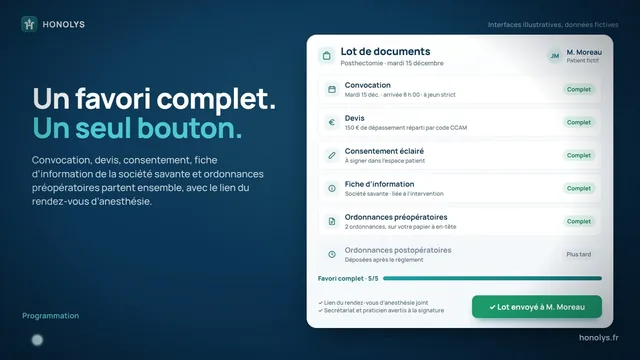 HONOLYS
Interfaces illustratives, données fictives
Un favori complet.
Un seul bouton.
Convocation, devis, consentement, fiche
d'information de la société savante et ordonnances
préopératoires partent ensemble, avec le lien du
rendez-vous d'anesthésie.
Programmation
Lot de documents
Posthectomie · mardi 15 décembre
JM
M. Moreau
Patient fictif
Convocation
Mardi 15 déc. · arrivée 8 h 00 · à jeun strict
Complet
Devis
150 € de dépassement réparti par code CCAM
Complet
Consentement éclairé
À signer dans l'espace patient
Complet
Fiche d'information
Société savante · liée à l'intervention
Complet
Ordonnances préopératoires
2 ordonnances, sur votre papier à en-tête
Complet
Ordonnances postopératoires
Déposées après le règlement
Plus tard
Favori complet · 5/5
✓ Lien du rendez-vous d'anesthésie joint
✓ Secrétariat et praticien avertis à la signature
✓ Lot envoyé à M. Moreau
honolys.fr